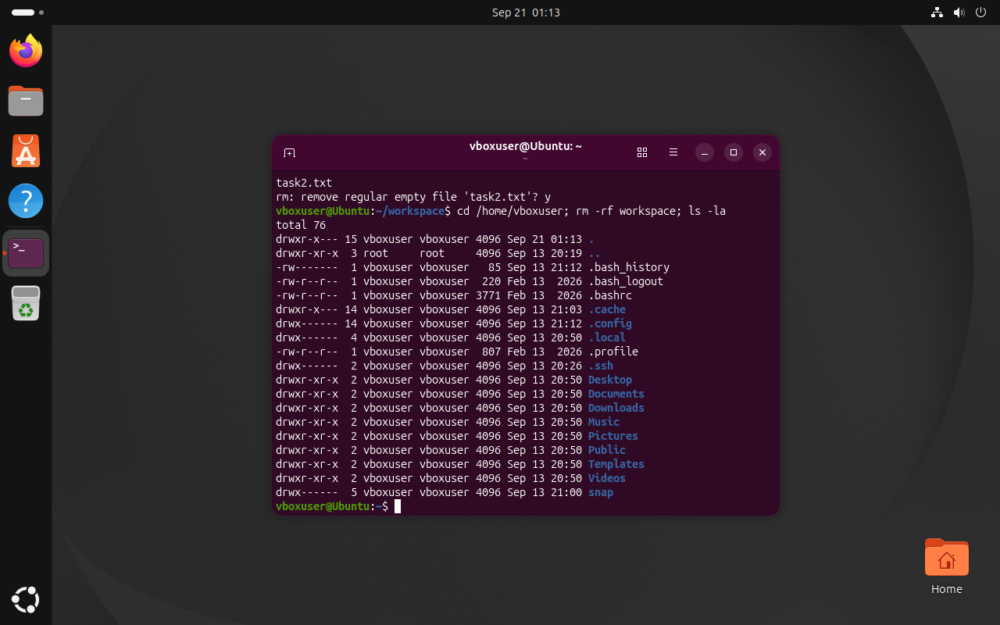 Sep 21 01:13
vboxuser@Ubuntu: ~
~
task2.txt
rm: remove regular empty file 'task2.txt'? y
vboxuser@Ubuntu:~/workspace$ cd /home/vboxuser; rm -rf workspace; ls -la
total 76
drwxr-x--- 15 vboxuser vboxuser 4096 Sep 21 01:13 .
drwxr-xr-x  3 root     root     4096 Sep 13 20:19 ..
-rw-------  1 vboxuser vboxuser   85 Sep 13 21:12 .bash_history
-rw-r--r--  1 vboxuser vboxuser  220 Feb 13  2026 .bash_logout
-rw-r--r--  1 vboxuser vboxuser 3771 Feb 13  2026 .bashrc
drwxr-x--- 14 vboxuser vboxuser 4096 Sep 13 21:03 .cache
drwx------ 14 vboxuser vboxuser 4096 Sep 13 21:12 .config
drwx------  4 vboxuser vboxuser 4096 Sep 13 20:50 .local
-rw-r--r--  1 vboxuser vboxuser  807 Feb 13  2026 .profile
drwx------  2 vboxuser vboxuser 4096 Sep 13 20:26 .ssh
drwxr-xr-x  2 vboxuser vboxuser 4096 Sep 13 20:50 Desktop
drwxr-xr-x  2 vboxuser vboxuser 4096 Sep 13 20:50 Documents
drwxr-xr-x  2 vboxuser vboxuser 4096 Sep 13 20:50 Downloads
drwxr-xr-x  2 vboxuser vboxuser 4096 Sep 13 20:50 Music
drwxr-xr-x  2 vboxuser vboxuser 4096 Sep 13 20:50 Pictures
drwxr-xr-x  2 vboxuser vboxuser 4096 Sep 13 20:50 Public
drwxr-xr-x  2 vboxuser vboxuser 4096 Sep 13 20:50 Templates
drwxr-xr-x  2 vboxuser vboxuser 4096 Sep 13 20:50 Videos
drwx------  5 vboxuser vboxuser 4096 Sep 13 21:00 snap
vboxuser@Ubuntu:~$
Home